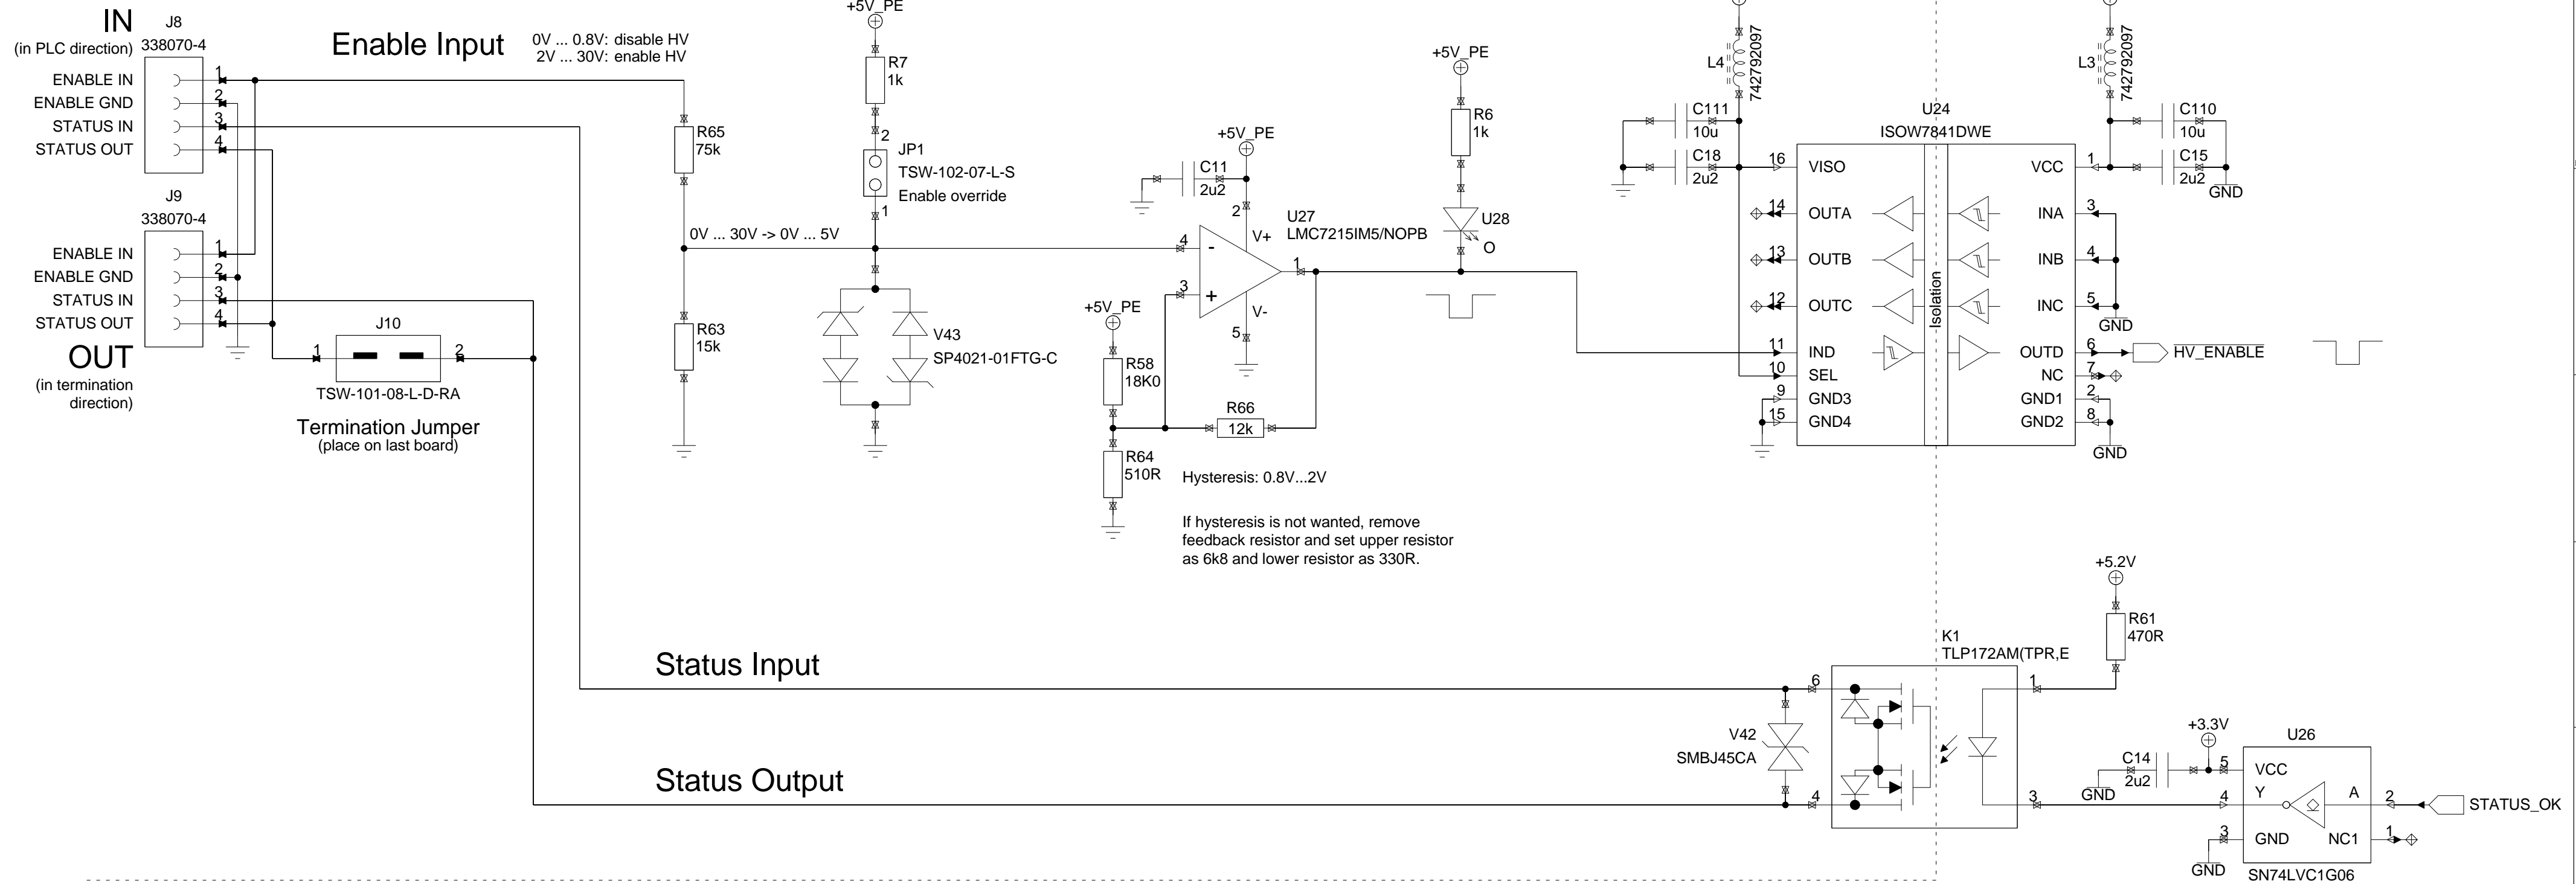 IN
(in PLC direction)
J8
338070-4
ENABLE IN
ENABLE GND
STATUS IN
STATUS OUT
1
2
3
4
J9
338070-4
ENABLE IN
ENABLE GND
STATUS IN
STATUS OUT
1
2
3
4
OUT
(in termination
direction)
J10
1
2
TSW-101-08-L-D-RA
Termination Jumper
(place on last board)
Enable Input
0V ... 0.8V: disable HV
2V ... 30V: enable HV
R65
75k
R63
15k
0V ... 30V -> 0V ... 5V
+5V_PE
R7
1k
2
JP1
TSW-102-07-L-S
Enable override
1
V43
SP4021-01FTG-C
+5V_PE
C11
2u2
2
U27
LMC7215IM5/NOPB
4
-
V+
1
3
+
V-
5
+5V_PE
R58
18K0
R66
12k
R64
510R
Hysteresis: 0.8V...2V
If hysteresis is not wanted, remove
feedback resistor and set upper resistor
as 6k8 and lower resistor as 330R.
+5V_PE
R6
1k
U28
O
L4
742792097
C111
10u
C18
2u2
L3
742792097
C110
10u
C15
2u2
GND
U24
ISOW7841DWE
Isolation
16
VISO
VCC
1
14
OUTA
INA
3
13
OUTB
INB
4
12
OUTC
INC
5
GND
11
IND
OUTD
6
HV_ENABLE
10
SEL
NC
7
9
GND3
GND1
2
15
GND4
GND2
8
GND
Status Input
Status Output
V42
SMBJ45CA
K1
TLP172AM(TPR,E
6
1
4
3
+5.2V
R61
470R
+3.3V
C14
2u2
GND
U26
5
VCC
4
Y
A
2
STATUS_OK
3
GND
NC1
1
GND
SN74LVC1G06